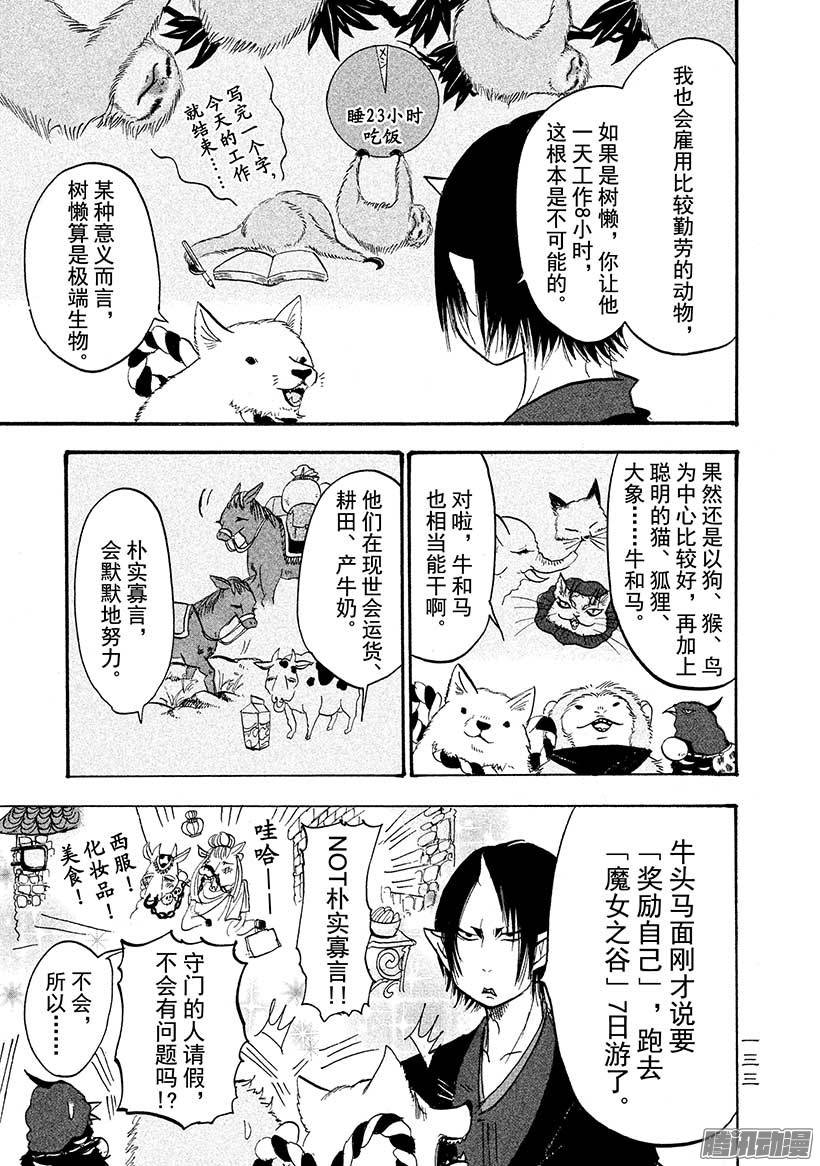 我也会雇用比较勤劳的动物，
如果是树懒，你让他
一天工作8小时，
这根本是不可能的。
メシ
睡23小时
吃饭
写完一个字，
今天的工作
就结束……
某种意义而言，
树懒算是极端生物。
果然还是以狗、猴、鸟
为中心比较好，再加上
聪明的猫、狐狸、
大象……牛和马。
对啦，牛和马
也相当能干啊。
他们在现世会运货、
耕田、产牛奶。
朴实寡言，
会默默地努力。
牛头马面刚才说要
「奖励自己」，跑去
「魔女之谷」7日游了。
NOT朴实寡言!!
哇哈——
西服！
化妆品！
美食！
守门的人请假，
不会有问题吗!?
不会，
所以……
一三三
腾讯动漫